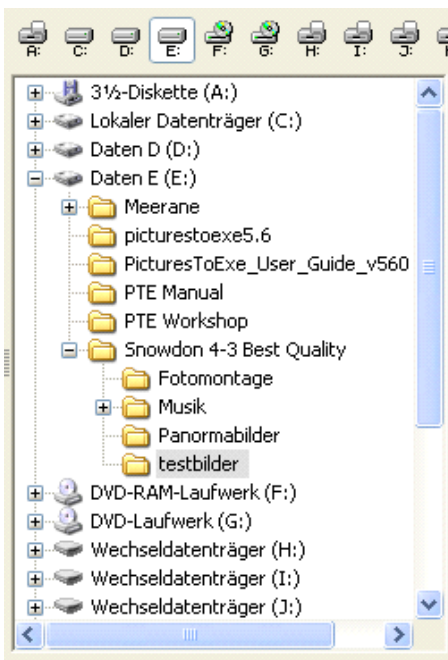 A: C: D: E: F: G: H: I: J:
3½-Diskette (A:)
Lokaler Datenträger (C:)
Daten D (D:)
Daten E (E:)
Meerane
picturestoexe5.6
PicturesToExe_User_Guide_v560
PTE Manual
PTE Workshop
Snowdon 4-3 Best Quality
Fotomontage
Musik
Panormabilder
testbilder
DVD-RAM-Laufwerk (F:)
DVD-Laufwerk (G:)
Wechseldatenträger (H:)
Wechseldatenträger (I:)
Wechseldatenträger (J:)